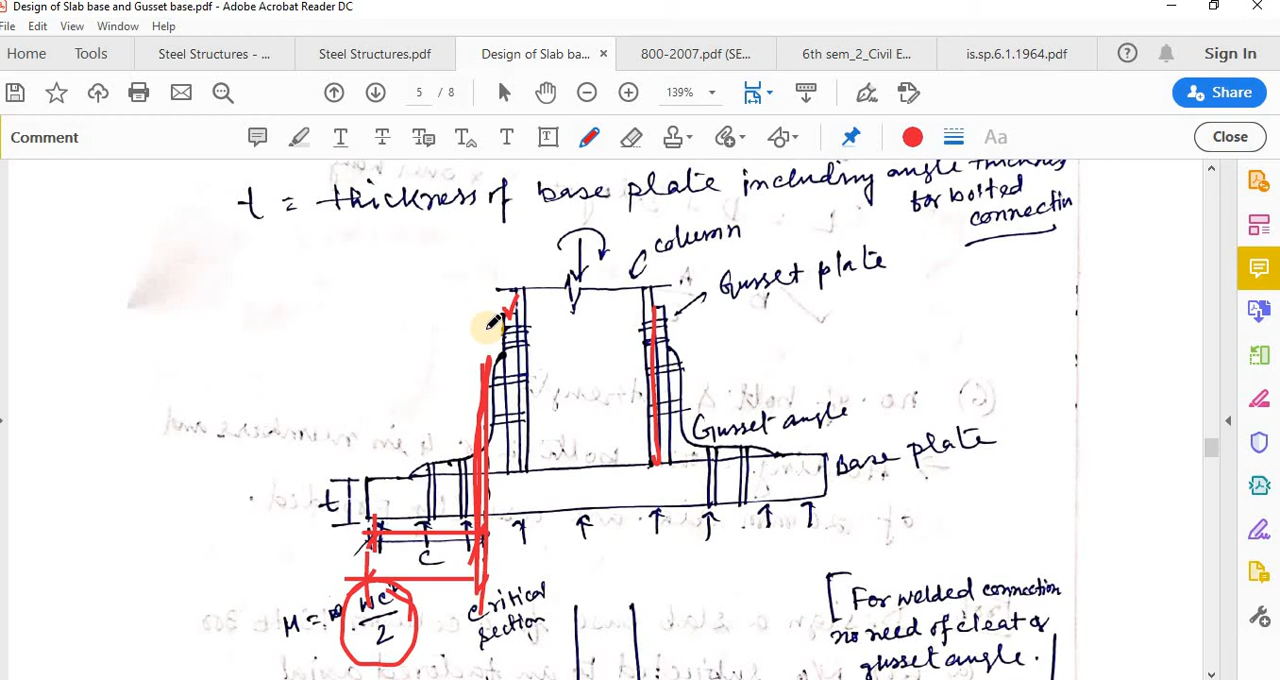 Design of Slab base and Gusset base.pdf - Adobe Acrobat Reader DC
File Edit View Window Help
Home Tools Steel Structures - ... Steel Structures.pdf Design of Slab ba... × 800-2007.pdf (SE... 6th sem_2_Civil E... is.sp.6.1.1964.pdf Sign In
5 / 8 139% Share
Comment Close
t = thickness of base plate including angle thickness
for bolted
connectin
column
Gusset plate
Gusset angle
Base plate
t
C
M = WC²/2
Critical
section
[For welded connection
no need of cleat or
gusset angle.]